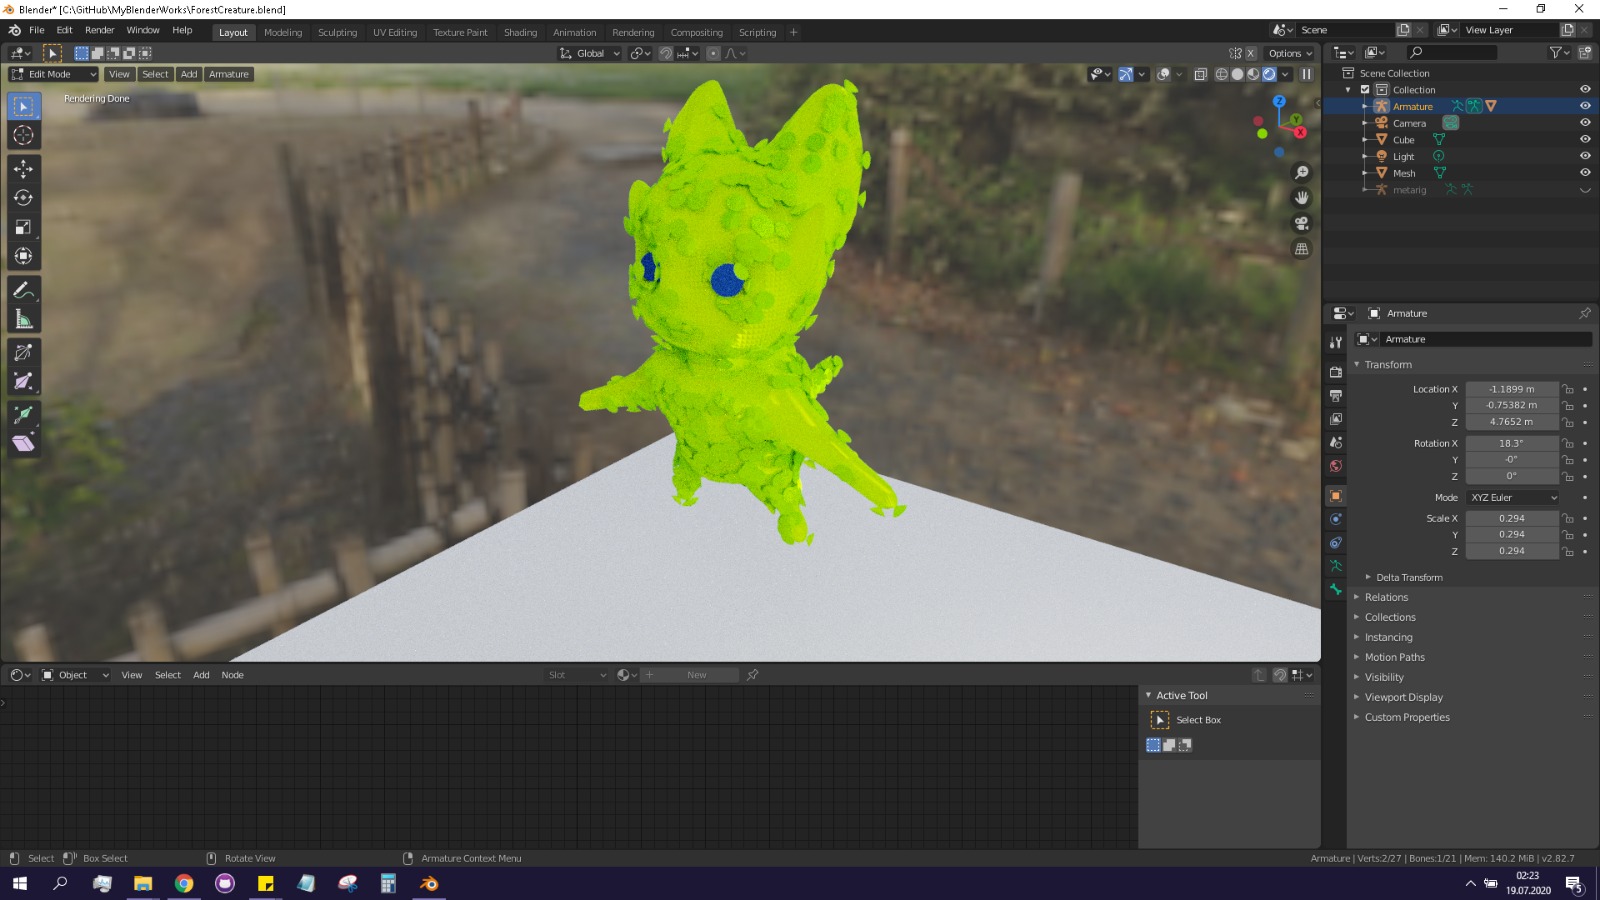 Blender* [C:\GitHub\MyBlenderWorks\ForestCreature.blend]
File Edit Render Window Help Layout Modeling Sculpting UV Editing Texture Paint Shading Animation Rendering Compositing Scripting + Scene View Layer
Global Options
Edit Mode View Select Add Armature
Rendering Done
Z
Y
X
Scene Collection
Collection
Armature
Camera
Cube
Light
Mesh
metarig
Armature
Armature
Transform
Location X -1.1899 m
Y -0.75382 m
Z 4.7652 m
Rotation X 18.3°
Y -0°
Z 0°
Mode XYZ Euler
Scale X 0.294
Y 0.294
Z 0.294
Delta Transform
Relations
Collections
Instancing
Motion Paths
Visibility
Viewport Display
Custom Properties
Object View Select Add Node Slot New
Active Tool
Select Box
Select Box Select Rotate View Armature Context Menu Armature | Verts:2/27 | Bones:1/21 | Mem: 140.2 MiB | v2.82.7
02:23
19.07.2020
5